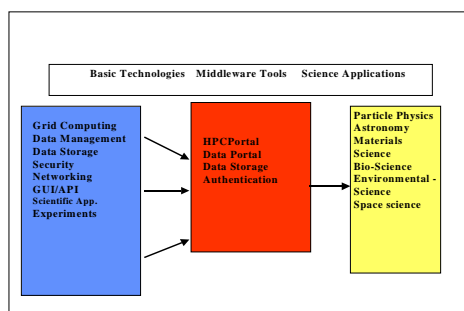 Basic Technologies Middleware Tools Science Applications
Grid Computing
Data Management
Data Storage
Security
Networking
GUI/API
Scientific App.
Experiments
HPCPortal
Data Portal
Data Storage
Authentication
Particle Physics
Astronomy
Materials
Science
Bio-Science
Environmental -
Science
Space science